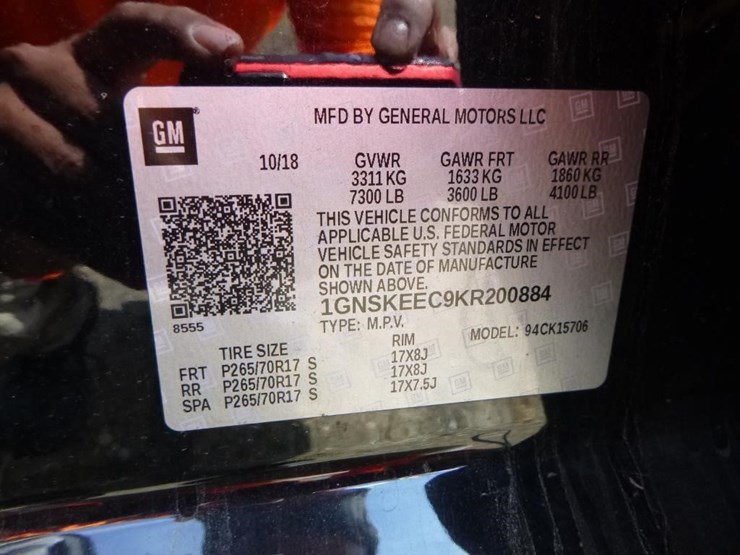 GM
MFD BY GENERAL MOTORS LLC
10/18 GVWR GAWR FRT GAWR RR
3311 KG 1633 KG 1860 KG
7300 LB 3600 LB 4100 LB
THIS VEHICLE CONFORMS TO ALL
APPLICABLE U.S. FEDERAL MOTOR
VEHICLE SAFETY STANDARDS IN EFFECT
ON THE DATE OF MANUFACTURE
SHOWN ABOVE.
1GNSKEEC9KR200884
8555 TYPE: M.P.V. MODEL: 94CK15706
TIRE SIZE RIM
FRT P265/70R17 S 17X8J
RR P265/70R17 S 17X8J
SPA P265/70R17 S 17X7.5J